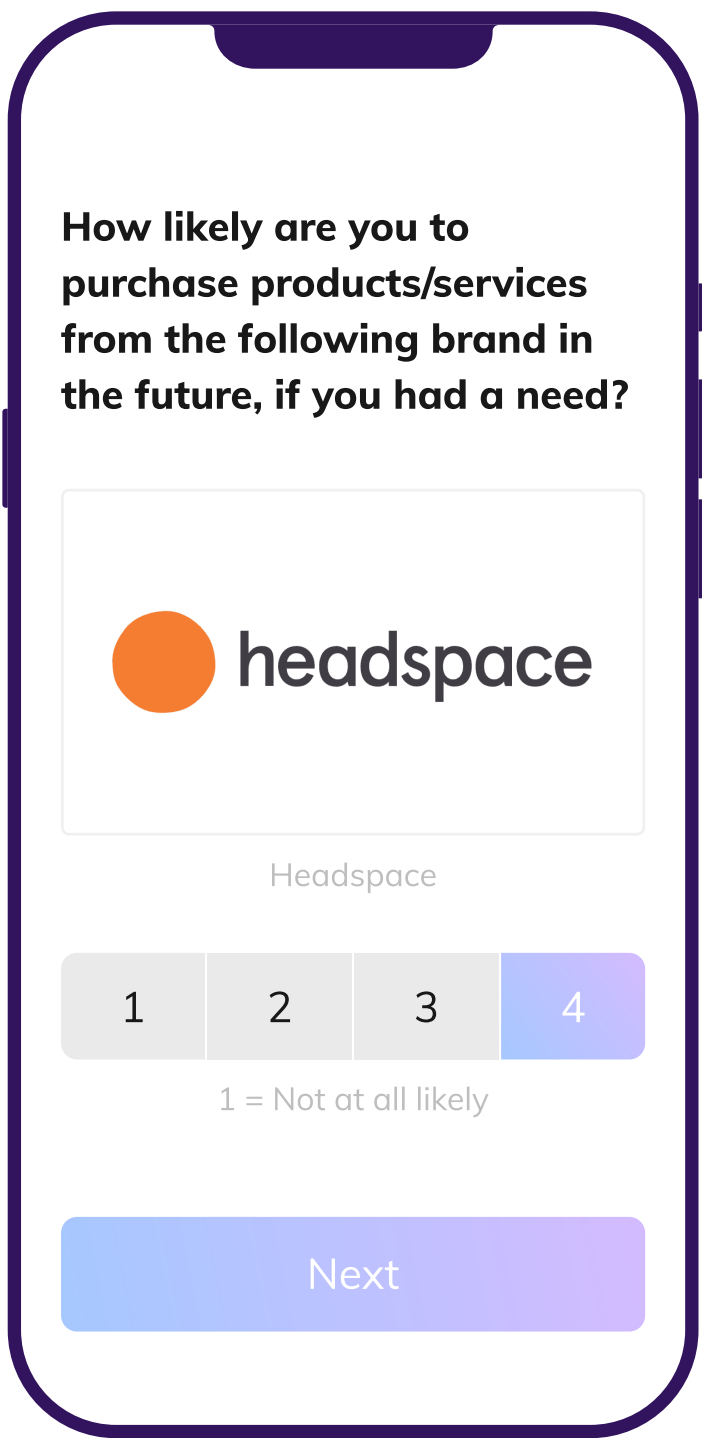 How likely are you to
purchase products/services
from the following brand in
the future, if you had a need?
headspace
Headspace
1 2 3 4
1 = Not at all likely
Next